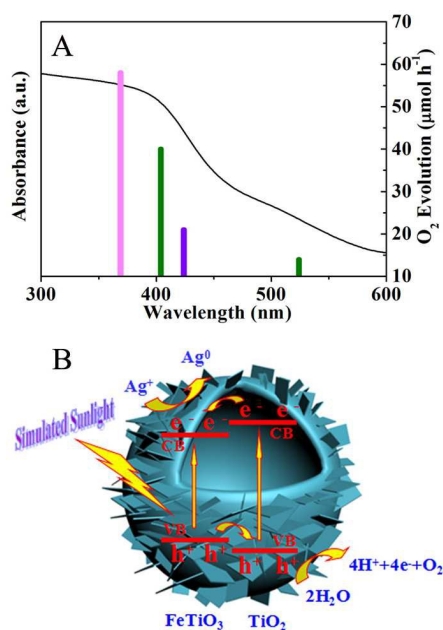 A
Absorbance (a.u.)
70
60
50
40
30
20
10
O₂ Evolution (μmol h⁻¹)
300 400 500 600
Wavelength (nm)
B
Ag⁰
Ag⁺
Simulated Sunlight
e⁻ e⁻
e⁻ e⁻
CB
CB
VB
VB
h⁺ h⁺
h⁺ h⁺
4H⁺+4e⁻+O₂
2H₂O
FeTiO₃ TiO₂